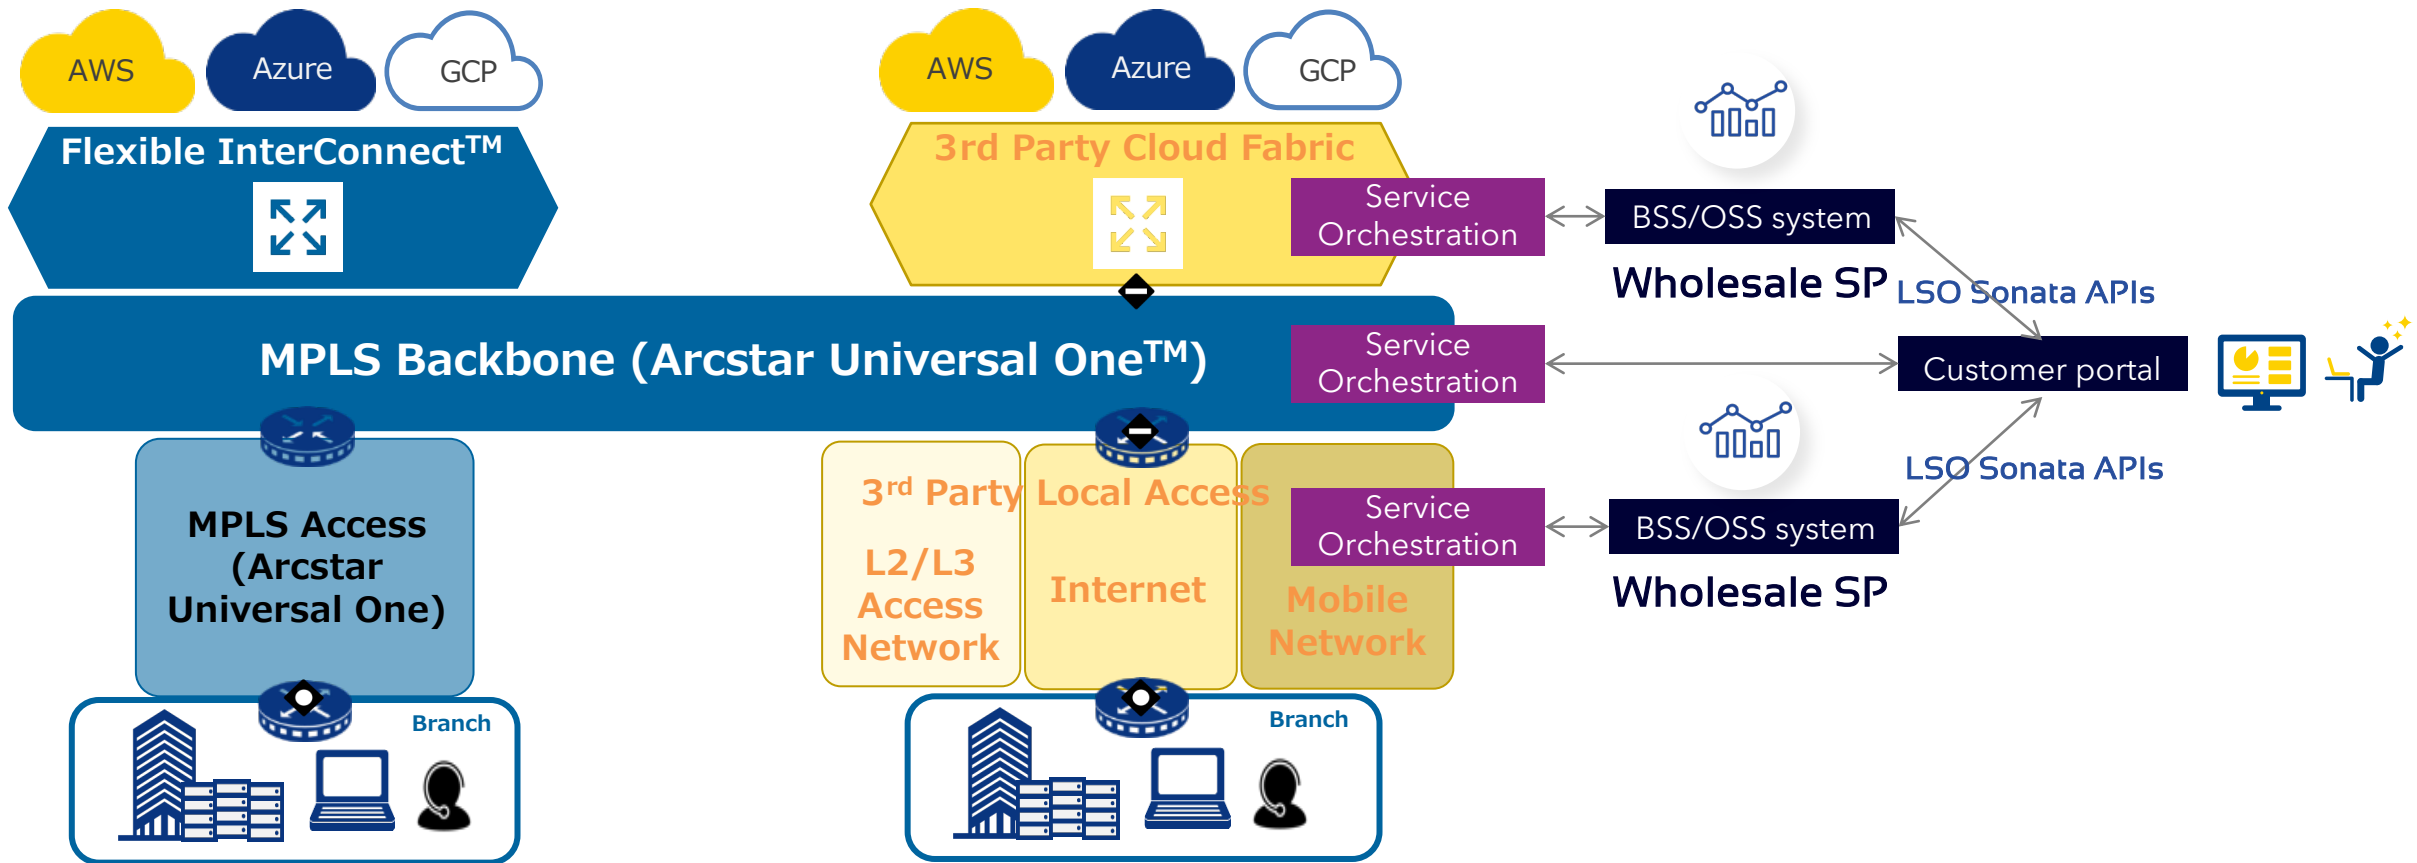 AWS
Azure
GCP
AWS
Azure
GCP
Flexible InterConnect™
3rd Party Cloud Fabric
Service
Orchestration
BSS/OSS system
Wholesale SP
LSO Sonata APIs
MPLS Backbone (Arcstar Universal One™)
Service
Orchestration
Customer portal
MPLS Access
(Arcstar
Universal One)
3rd Party Local Access
L2/L3
Access
Network
Internet
Mobile
Network
Service
Orchestration
BSS/OSS system
Wholesale SP
LSO Sonata APIs
Branch
Branch